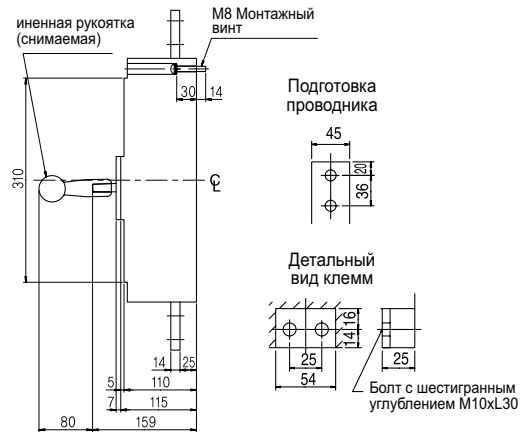 иненная рукоятка
(снимаемая)
M8 Монтажный
винт
30 14
310
Подготовка
проводника
45
20
36
Детальный
вид клемм
16
14
25
54
25
14 25
5 110
7 115
80 159
Болт с шестигранным
углублением M10xL30